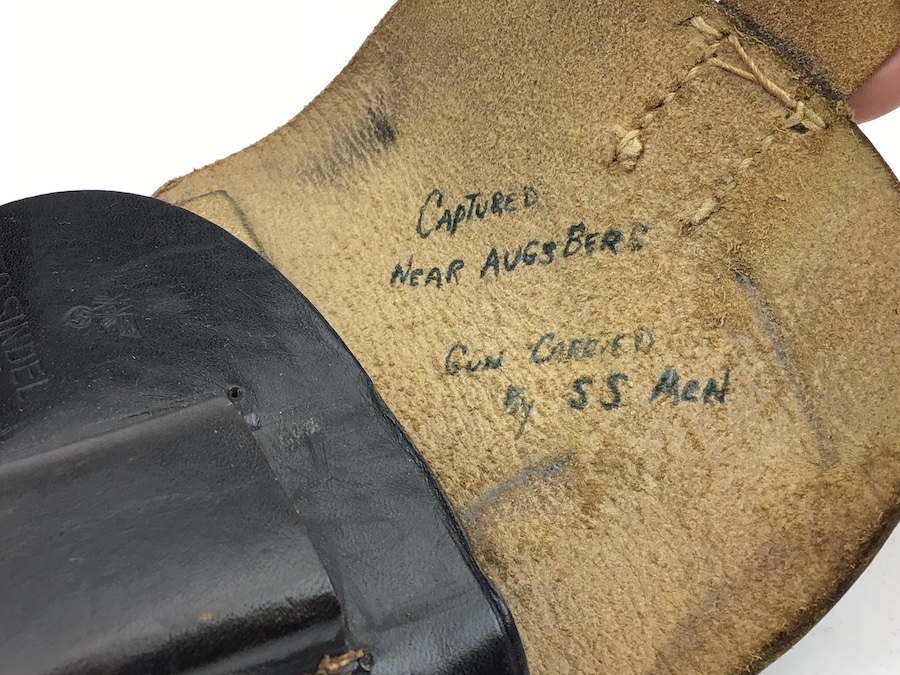 CAPTURED
NEAR AUGSBERG
GUN CARRIED
By SS MEN